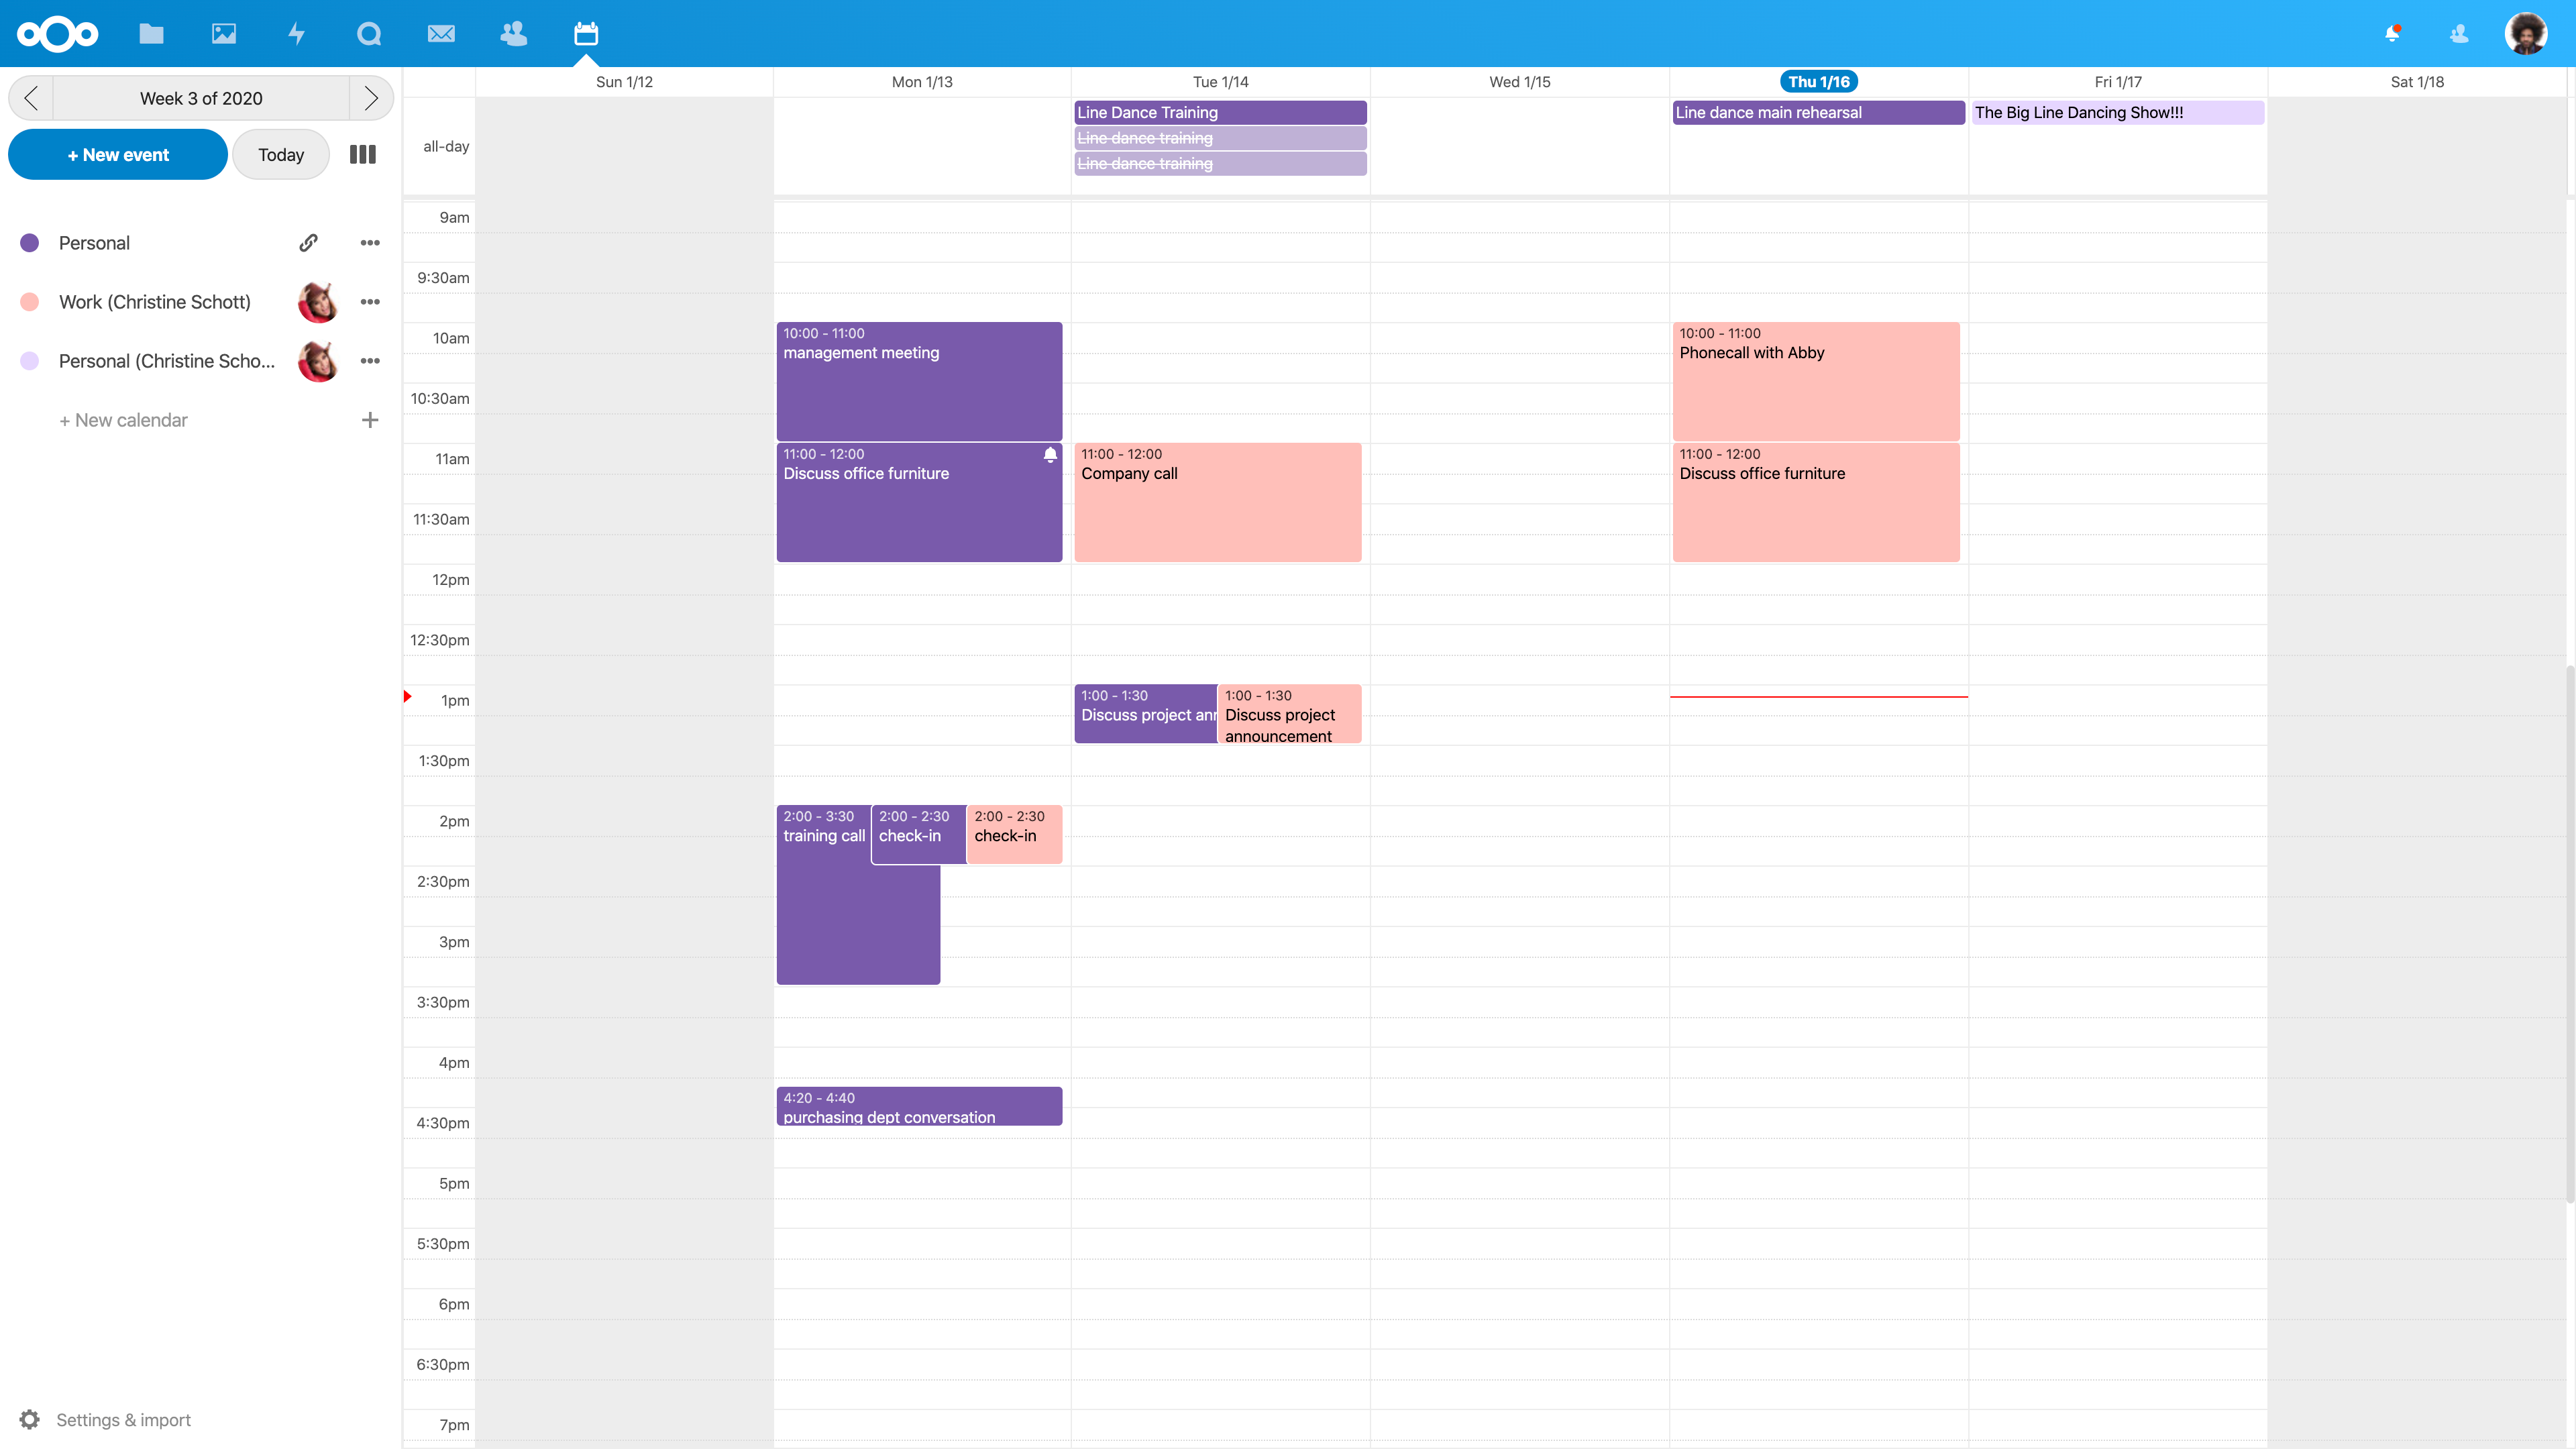 Week 3 of 2020
+ New event
Today
Personal
Work (Christine Schott)
Personal (Christine Scho...
+ New calendar
Settings & import
Sun 1/12
Mon 1/13
Tue 1/14
Wed 1/15
Thu 1/16
Fri 1/17
Sat 1/18
all-day
Line Dance Training
Line dance training
Line dance training
Line dance main rehearsal
The Big Line Dancing Show!!!
9am
9:30am
10am
10:30am
11am
11:30am
12pm
12:30pm
1pm
1:30pm
2pm
2:30pm
3pm
3:30pm
4pm
4:30pm
5pm
5:30pm
6pm
6:30pm
7pm
10:00 - 11:00
management meeting
11:00 - 12:00
Discuss office furniture
2:00 - 3:30
training call
2:00 - 2:30
check-in
2:00 - 2:30
check-in
4:20 - 4:40
purchasing dept conversation
11:00 - 12:00
Company call
1:00 - 1:30
Discuss project ann
1:00 - 1:30
Discuss project
announcement
10:00 - 11:00
Phonecall with Abby
11:00 - 12:00
Discuss office furniture